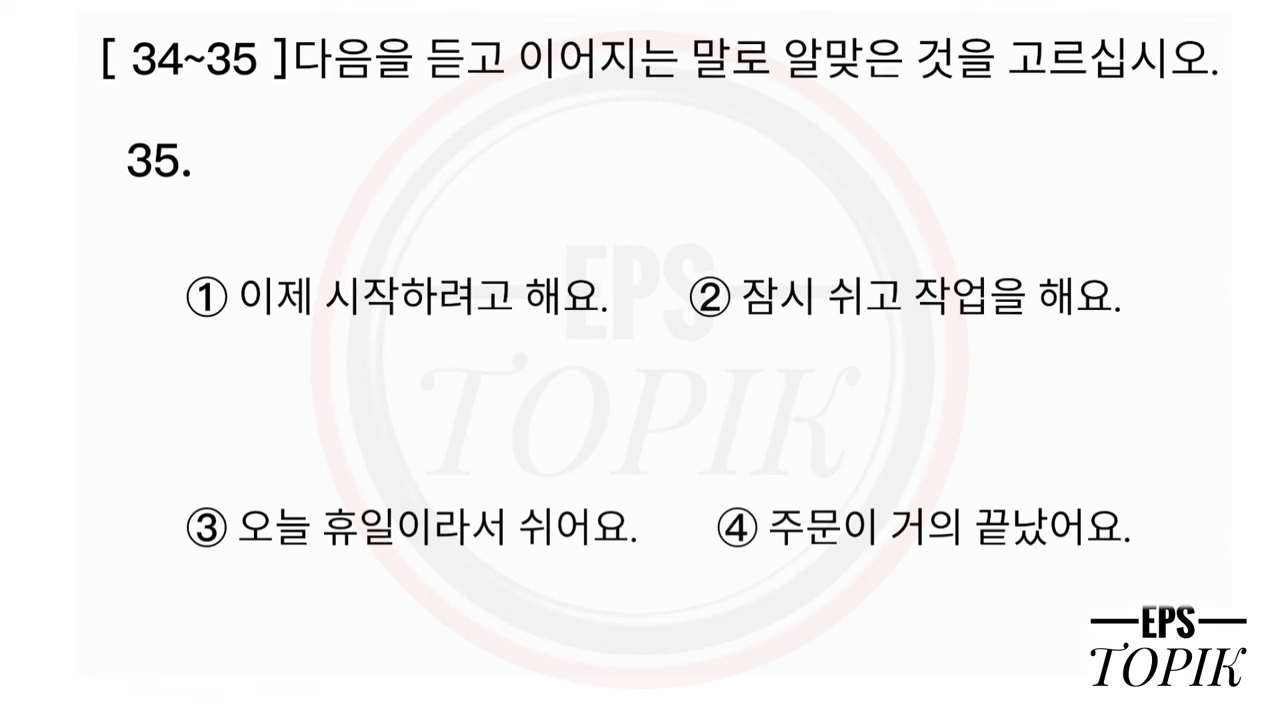 [ 34~35 ]다음을 듣고 이어지는 말로 알맞은 것을 고르십시오.
35.
① 이제 시작하려고 해요. ② 잠시 쉬고 작업을 해요.
EPS
TOPIK
③ 오늘 휴일이라서 쉬어요. ④ 주문이 거의 끝났어요.
EPS
TOPIK